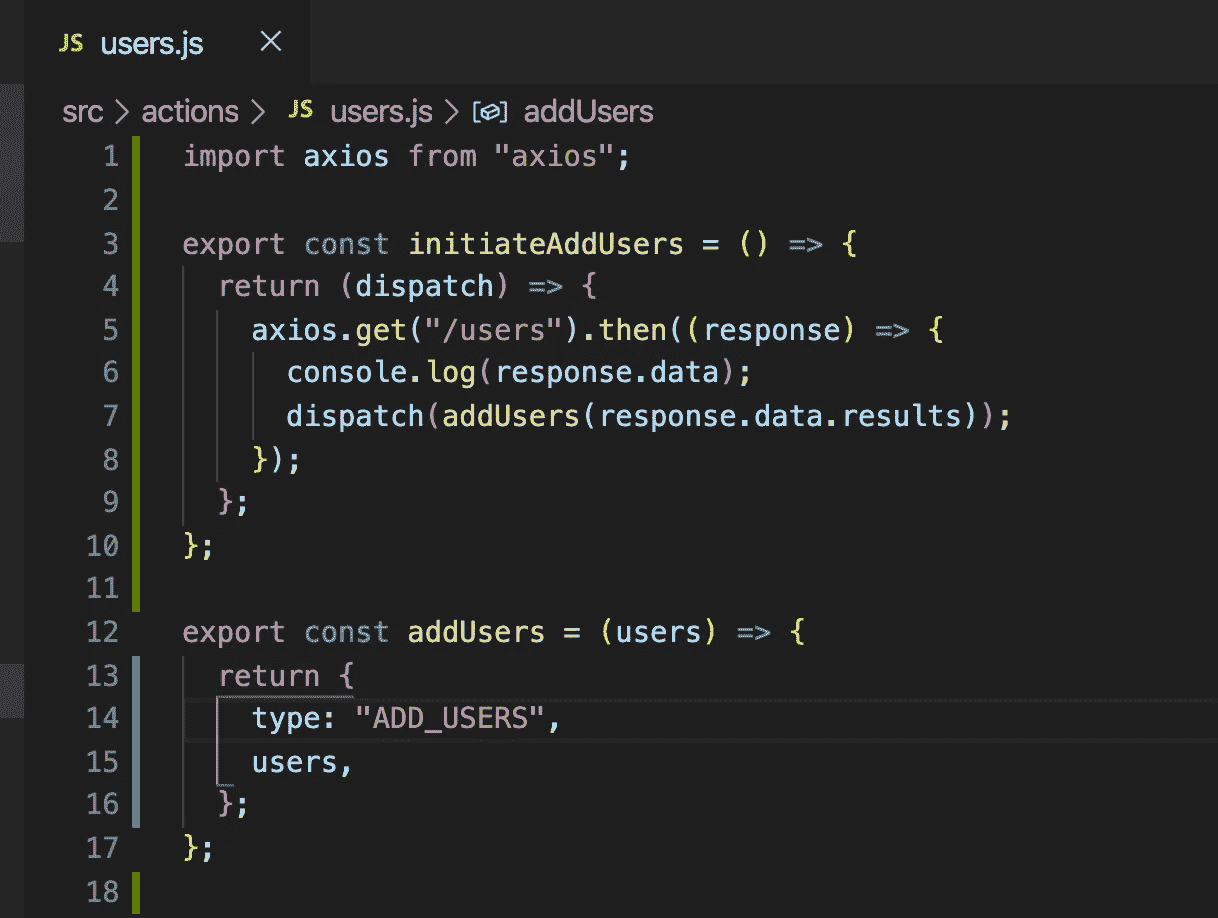 JS users.js ×
src > actions > JS users.js > addUsers
1 import axios from "axios";
2
3 export const initiateAddUsers = () => {
4 return (dispatch) => {
5 axios.get("/users").then((response) => {
6 console.log(response.data);
7 dispatch(addUsers(response.data.results));
8 });
9 };
10 };
11
12 export const addUsers = (users) => {
13 return {
14 type: "ADD_USERS",
15 users,
16 };
17 };
18